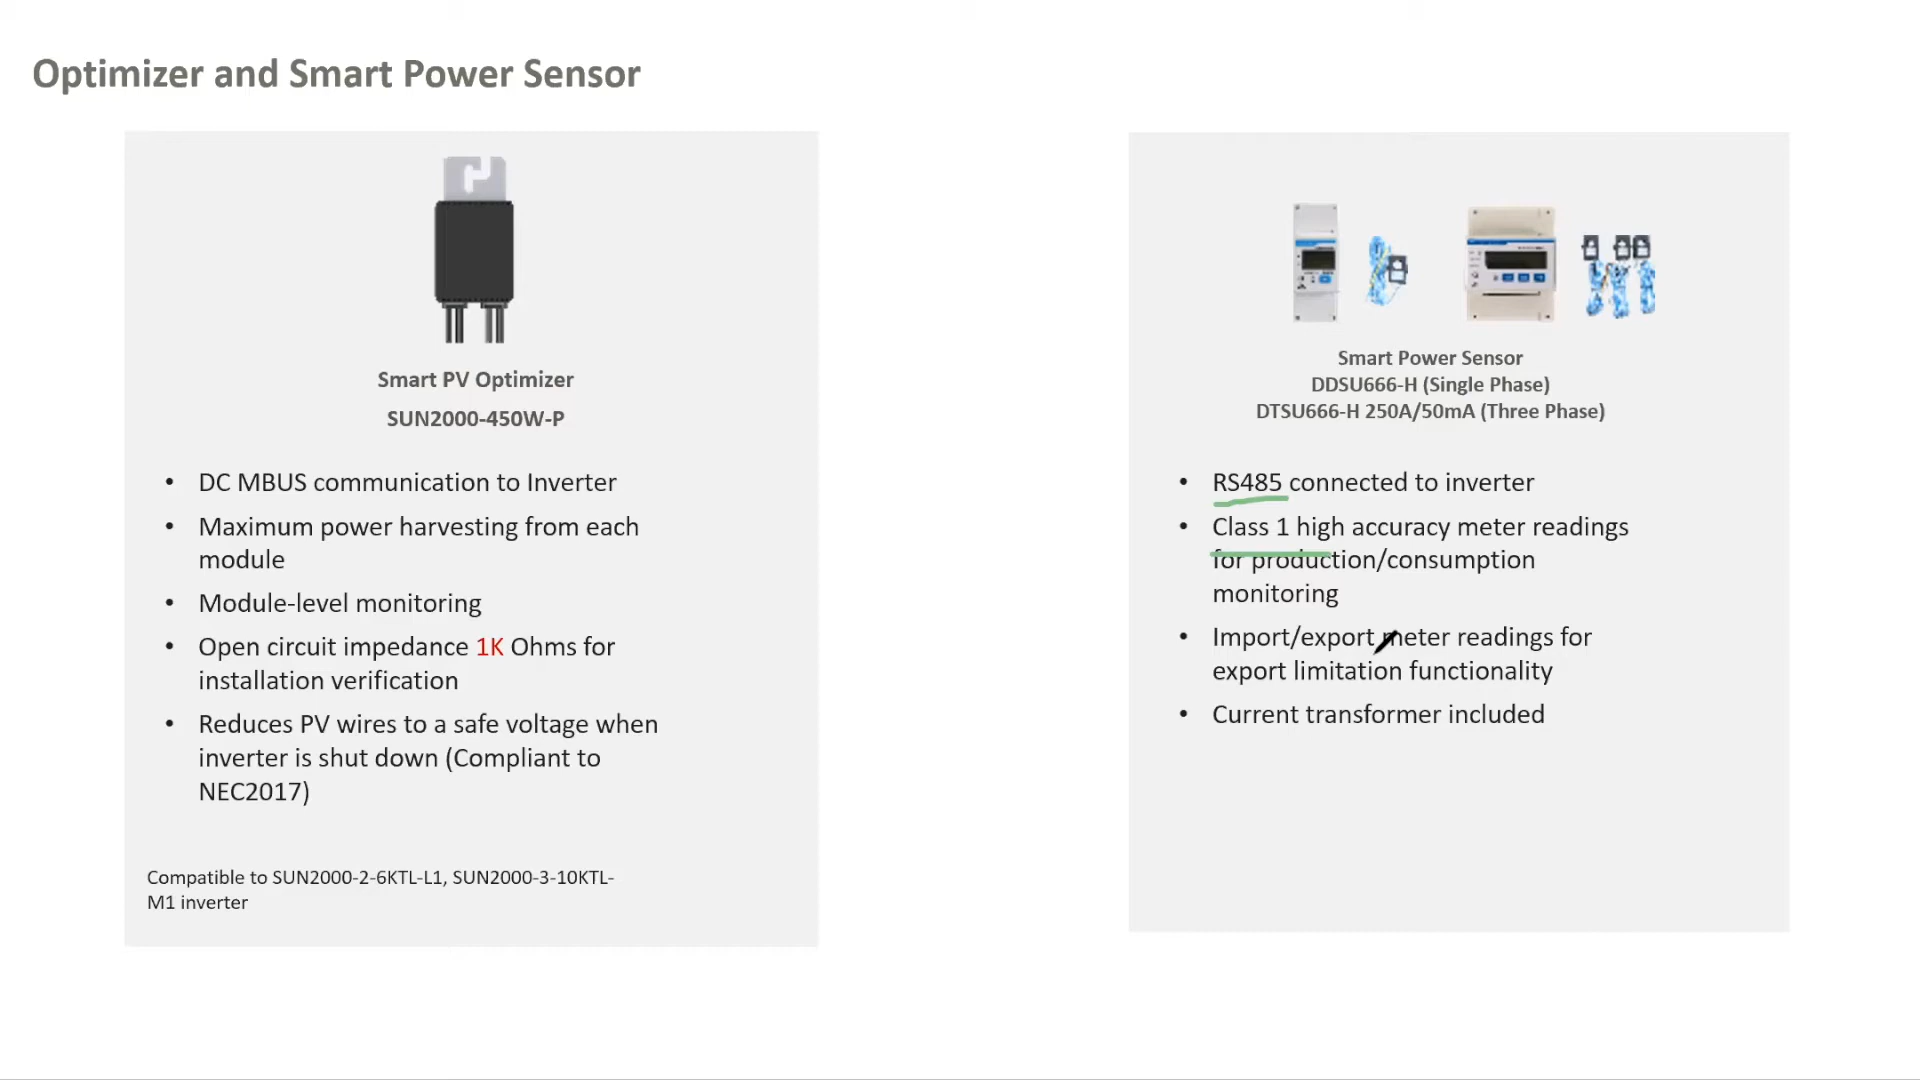 Optimizer and Smart Power Sensor
Smart PV Optimizer
SUN2000-450W-P
• DC MBUS communication to Inverter
• Maximum power harvesting from each
module
• Module-level monitoring
• Open circuit impedance 1K Ohms for
installation verification
• Reduces PV wires to a safe voltage when
inverter is shut down (Compliant to
NEC2017)
Compatible to SUN2000-2-6KTL-L1, SUN2000-3-10KTL-
M1 inverter
Smart Power Sensor
DDSU666-H (Single Phase)
DTSU666-H 250A/50mA (Three Phase)
• RS485 connected to inverter
• Class 1 high accuracy meter readings
for production/consumption
monitoring
• Import/export meter readings for
export limitation functionality
• Current transformer included